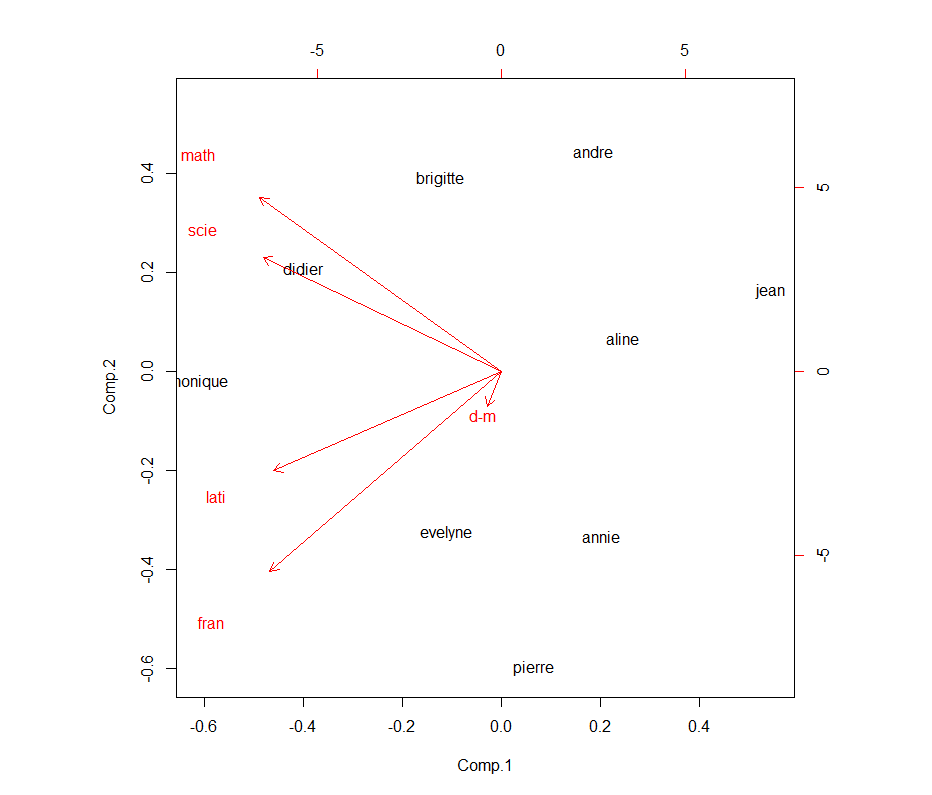 -5 0 5
math
andre
brigitte
0.4
5
scie
didier
0.2
jean
aline
0.0
0
Comp.2
honique
d-m
-0.2
lati
evelyne
annie
-5
-0.4
fran
pierre
-0.6
-0.6 -0.4 -0.2 0.0 0.2 0.4
Comp.1